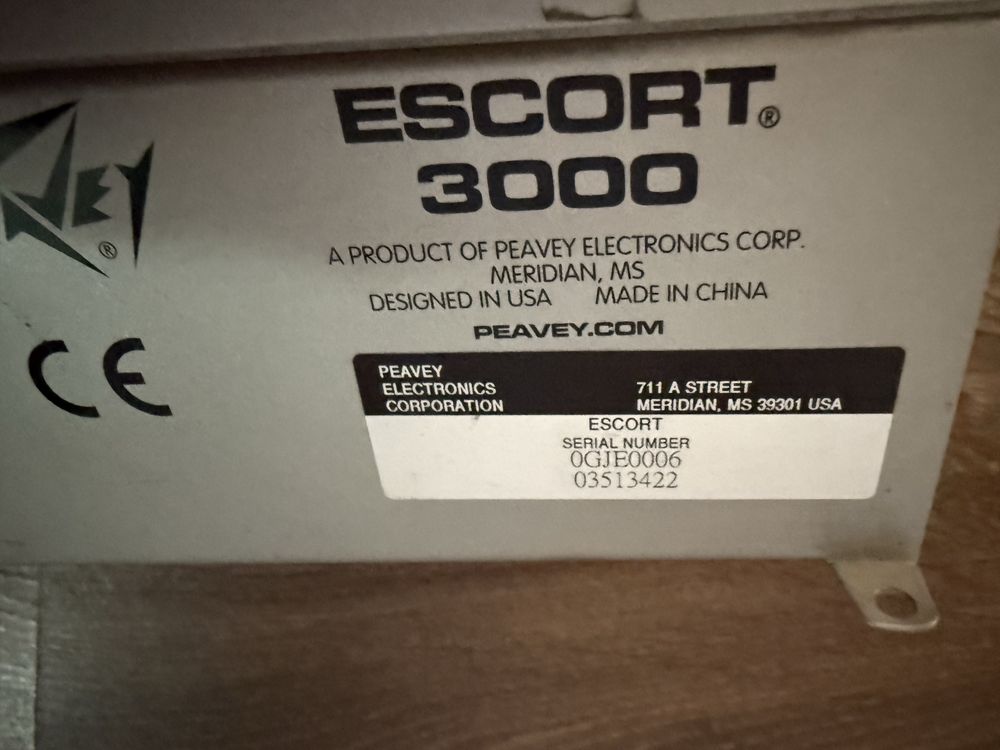 ESCORT®
3000
®
A PRODUCT OF PEAVEY ELECTRONICS CORP.
MERIDIAN, MS
DESIGNED IN USA MADE IN CHINA
PEAVEY.COM
CE
PEAVEY
ELECTRONICS
CORPORATION
711 A STREET
MERIDIAN, MS 39301 USA
ESCORT
SERIAL NUMBER
0GJE0006
03513422